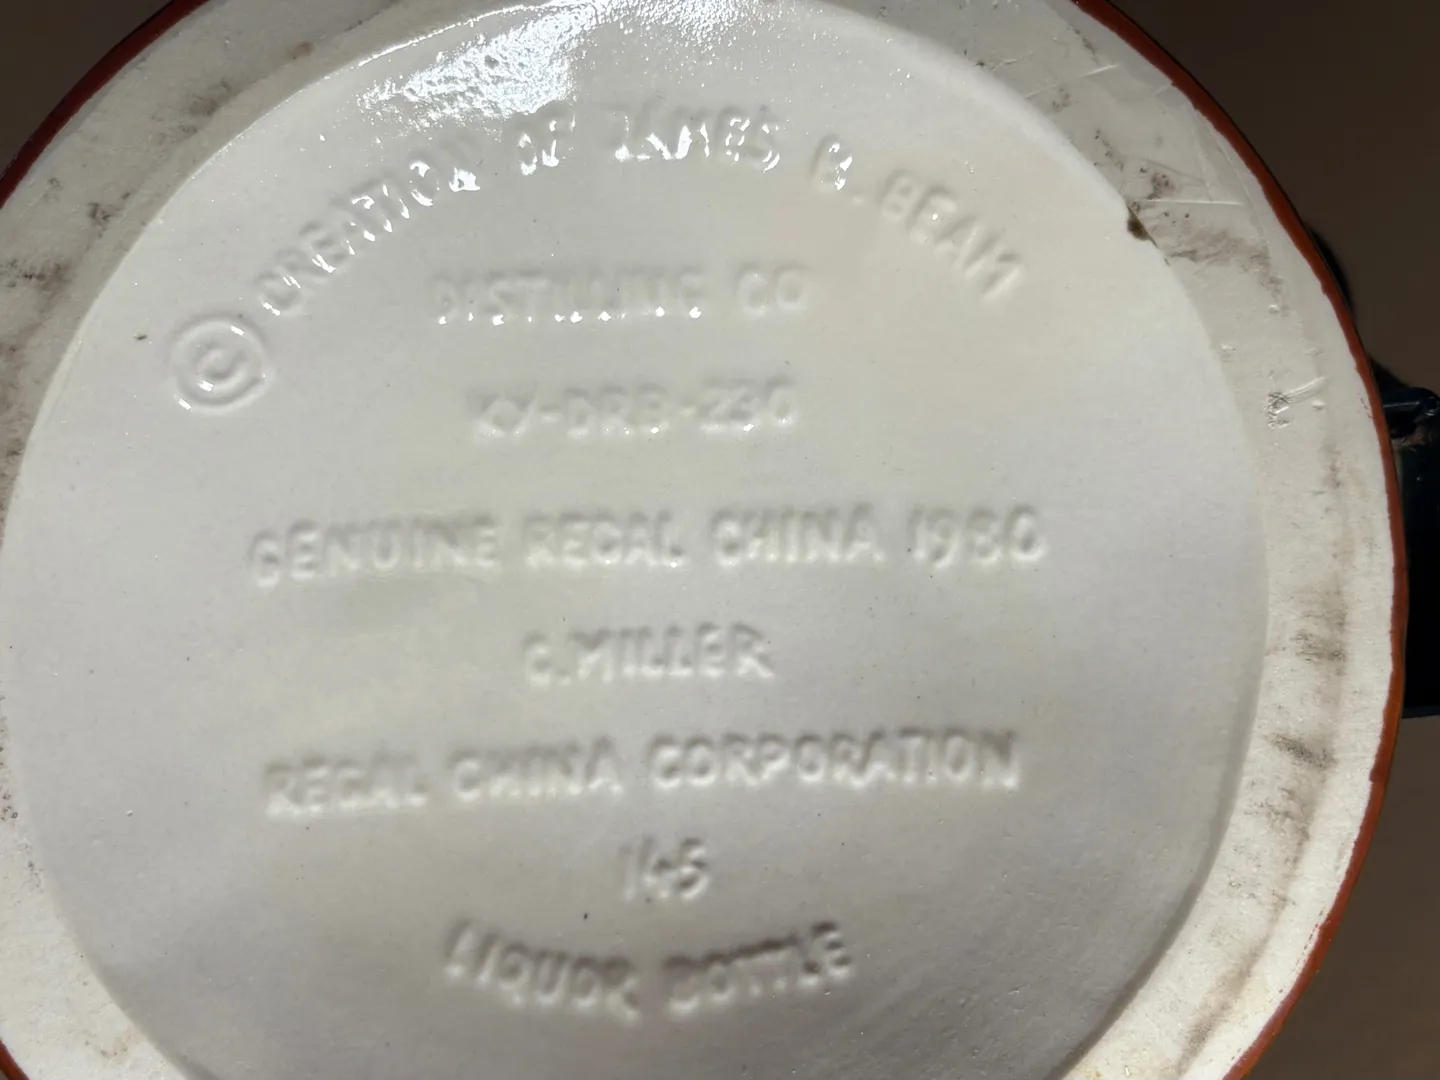 © CREATION OF JAMES B. BEAM
DISTILLING CO
KY-DRB-230
GENUINE REGAL CHINA 1980
C. MILLER
REGAL CHINA CORPORATION
145
LIQUOR BOTTLE